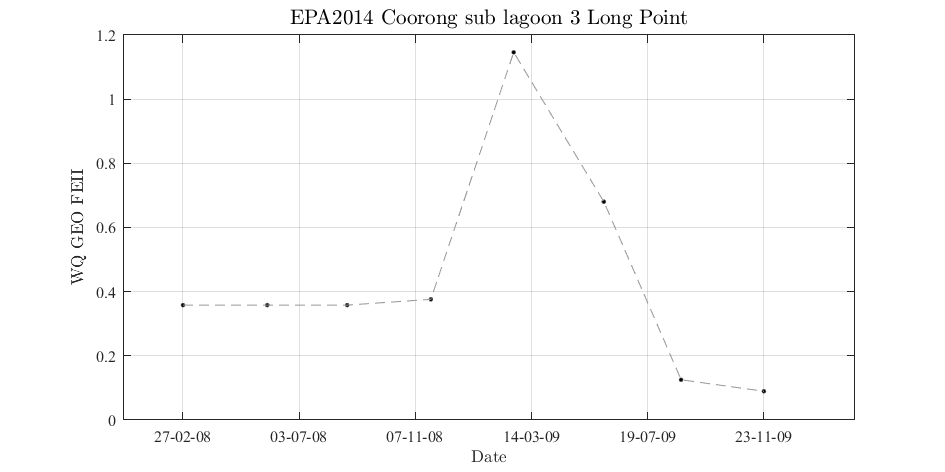 EPA2014 Coorong sub lagoon 3 Long Point
1.2
1
0.8
0.6
0.4
0.2
0
WQ GEO FEII
27-02-08 03-07-08 07-11-08 14-03-09 19-07-09 23-11-09
Date